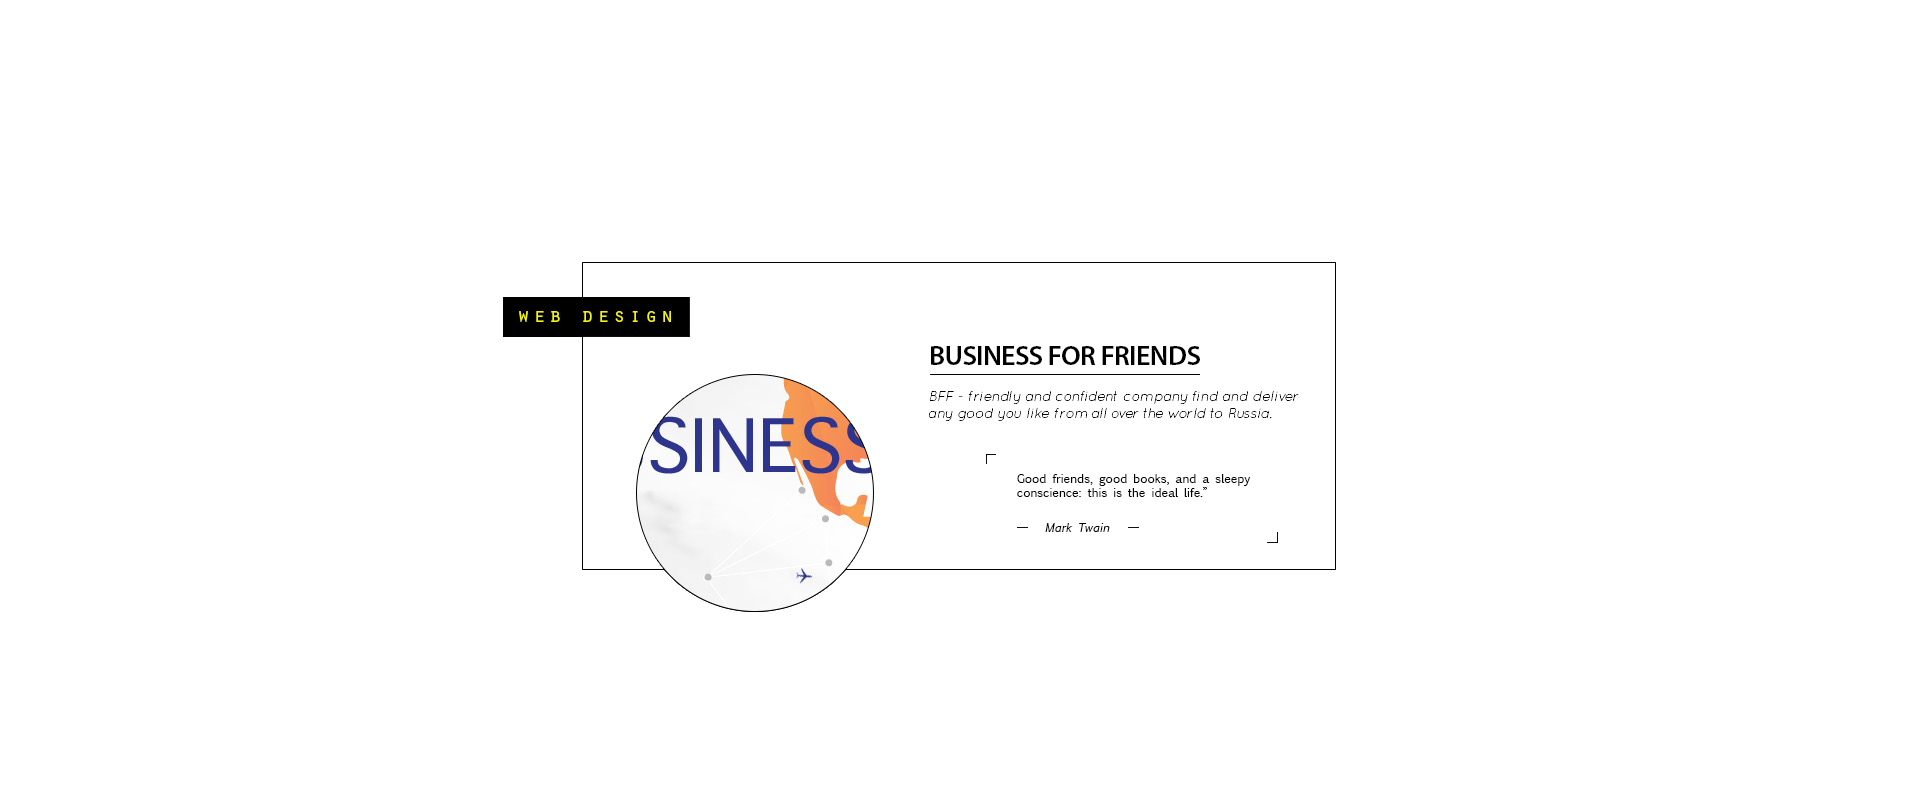 WEB DESIGN
BUSINESS FOR FRIENDS
BFF - friendly and confident company find and deliver
any good you like from all over the world to Russia.
SINESS
Good friends, good books, and a sleepy
conscience: this is the ideal life.”
— Mark Twain —